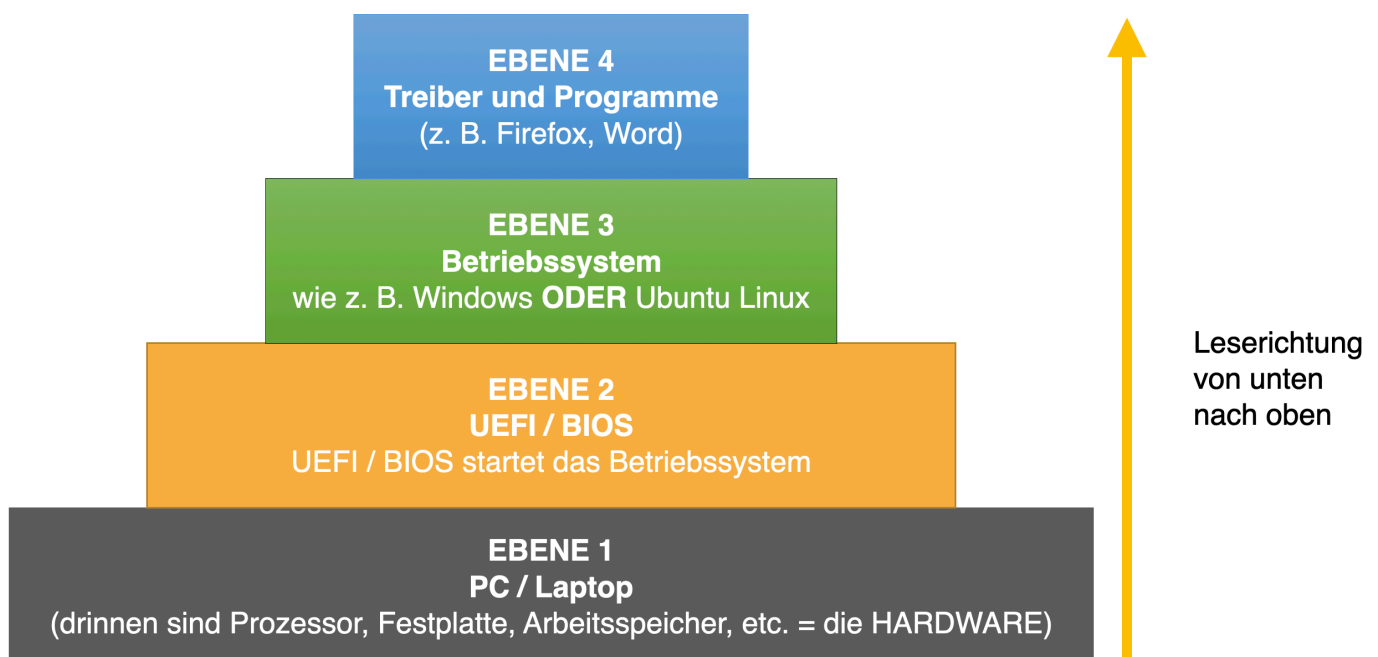 EBENE 4
Treiber und Programme
(z. B. Firefox, Word)
EBENE 3
Betriebssystem
wie z. B. Windows ODER Ubuntu Linux
EBENE 2
UEFI / BIOS
UEFI / BIOS startet das Betriebssystem
EBENE 1
PC / Laptop
(drinnen sind Prozessor, Festplatte, Arbeitsspeicher, etc. = die HARDWARE)
Leserichtung
von unten
nach oben